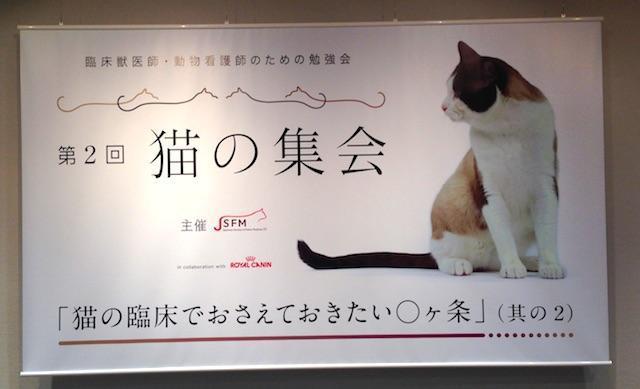 臨床獣医師・動物看護師のための勉強会
第2回 猫の集会
主催 JSFM
in collaboration with ROYAL CANIN
「猫の臨床でおさえておきたい〇ヶ条」(其の2)